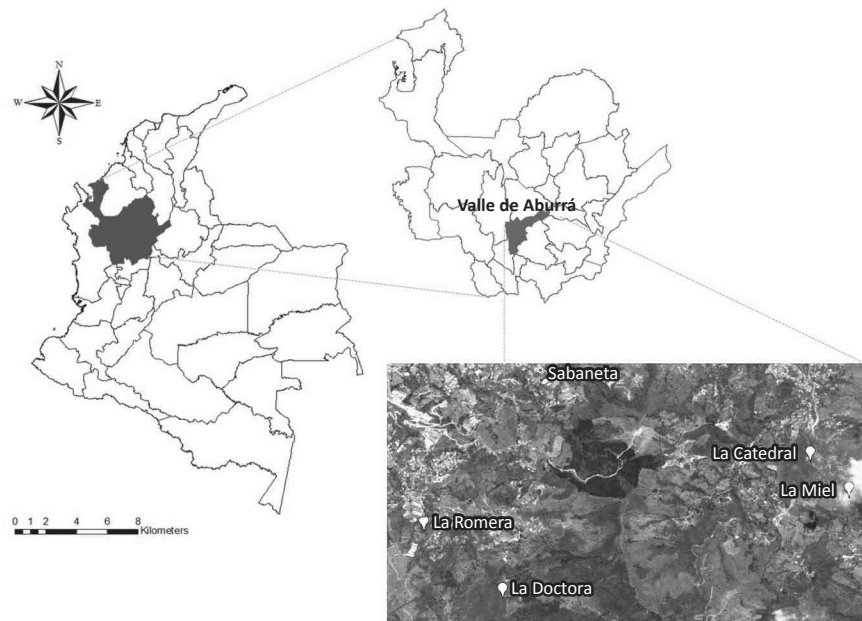 N
W E
S
Valle de Aburrá
Sabaneta
La Catedral
La Miel
La Romera
La Doctora
0 1 2 4 6 8
Kilometers